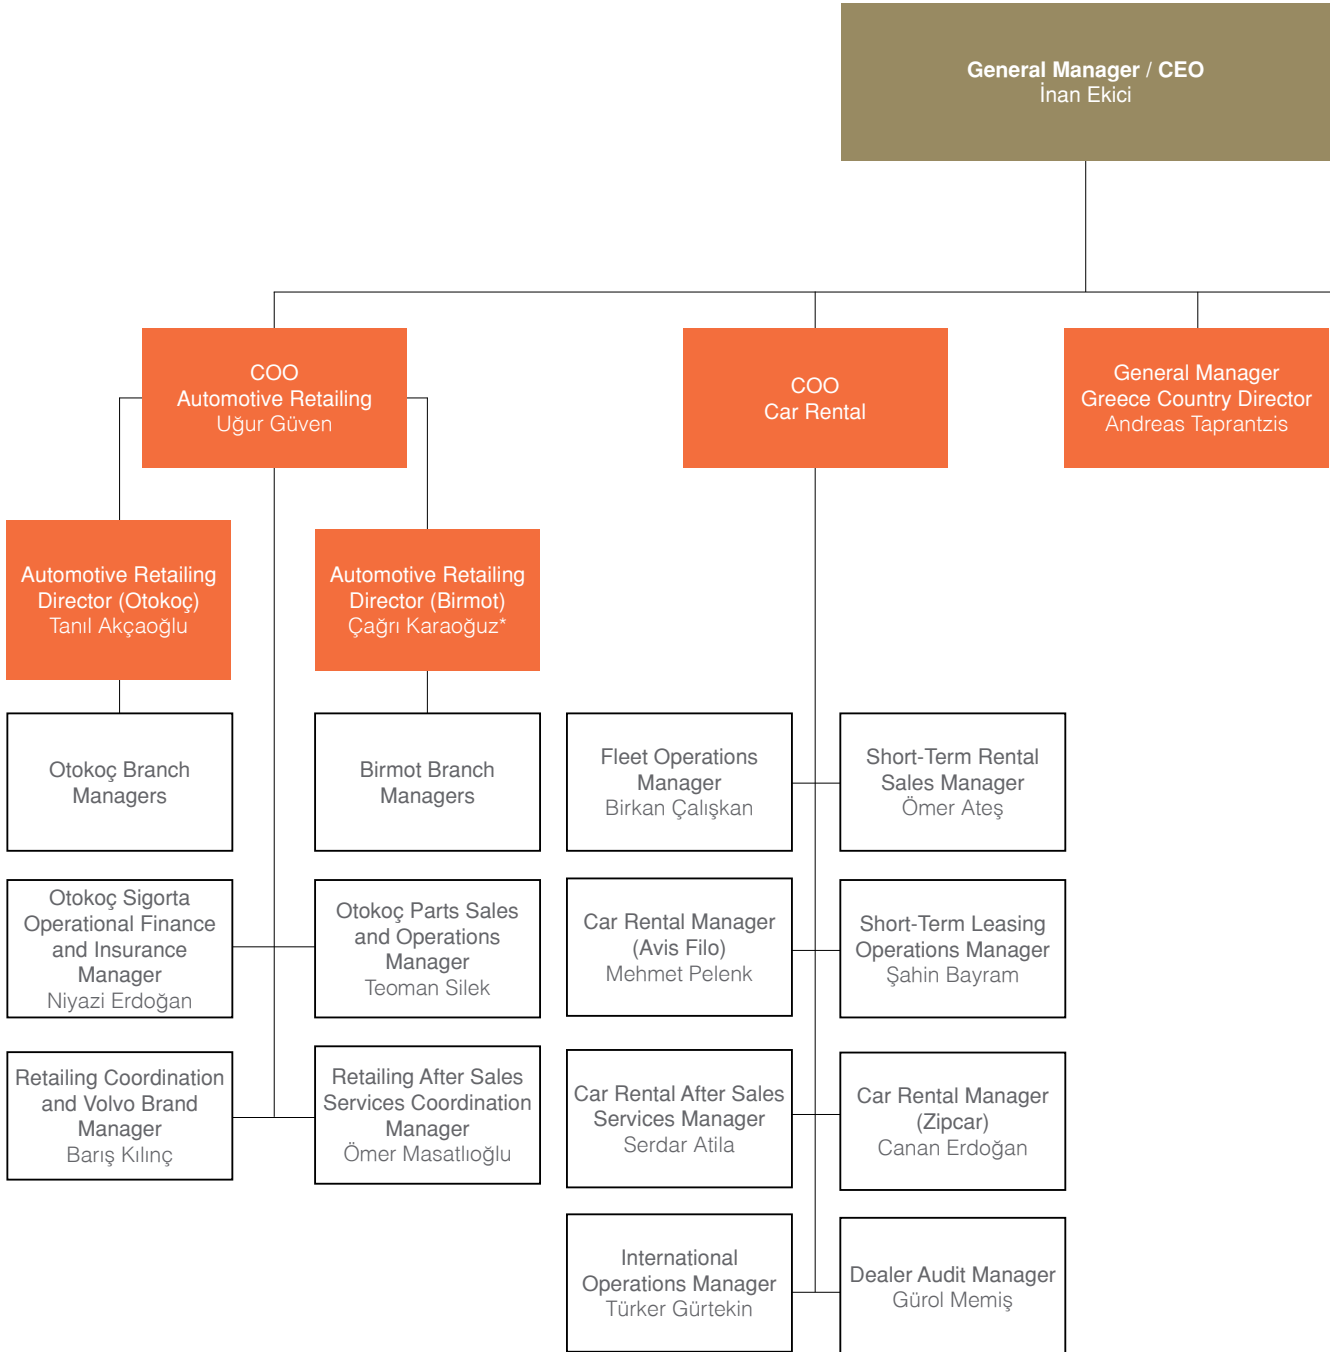 General Manager / CEO
İnan Ekici
COO
Automotive Retailing
Uğur Güven
COO
Car Rental
General Manager
Greece Country Director
Andreas Taprantzis
Automotive Retailing
Director (Otokoç)
Tanıl Akçaoğlu
Automotive Retailing
Director (Birmot)
Çağrı Karaoğuz*
Otokoç Branch
Managers
Birmot Branch
Managers
Fleet Operations
Manager
Birkan Çalışkan
Short-Term Rental
Sales Manager
Ömer Ateş
Otokoç Sigorta
Operational Finance
and Insurance
Manager
Niyazi Erdoğan
Otokoç Parts Sales
and Operations
Manager
Teoman Silek
Car Rental Manager
(Avis Filo)
Mehmet Pelenk
Short-Term Leasing
Operations Manager
Şahin Bayram
Retailing Coordination
and Volvo Brand
Manager
Barış Kılınç
Retailing After Sales
Services Coordination
Manager
Ömer Masatlıoğlu
Car Rental After Sales
Services Manager
Serdar Atila
Car Rental Manager
(Zipcar)
Canan Erdoğan
International
Operations Manager
Türker Gürtekin
Dealer Audit Manager
Gürol Memiş